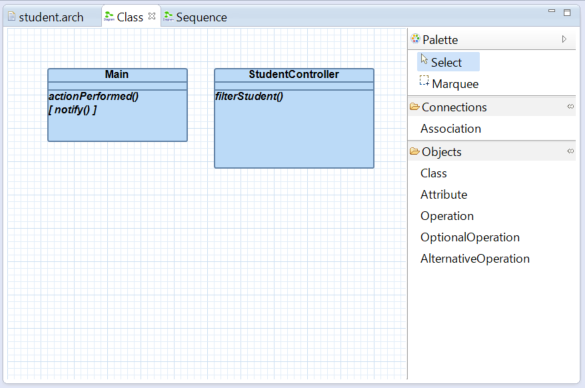 student.arch
Class
Sequence
Main
actionPerformed()
[ notify() ]
StudentController
filterStudent()
Palette
Select
Marquee
Connections
Association
Objects
Class
Attribute
Operation
OptionalOperation
AlternativeOperation